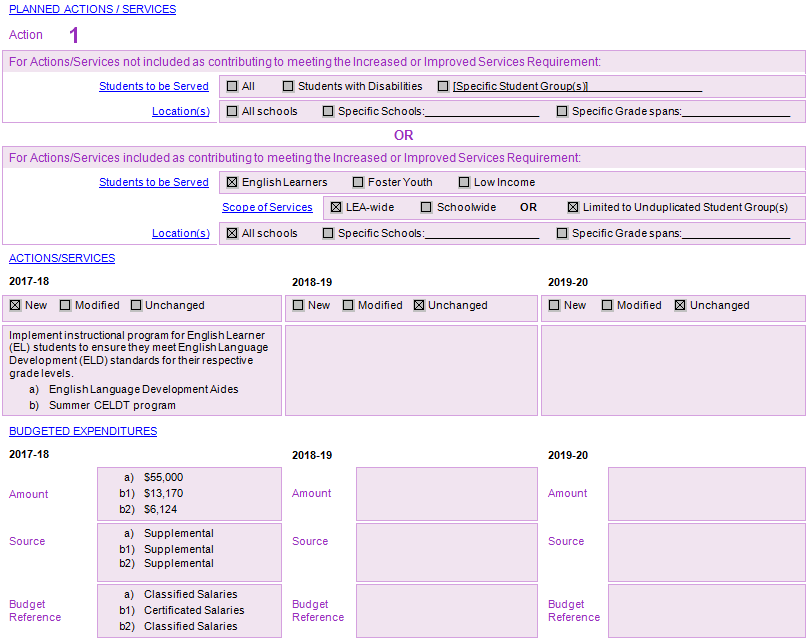 PLANNED ACTIONS / SERVICES
Action 1
For Actions/Services not included as contributing to meeting the Increased or Improved Services Requirement:
Students to be Served ☐ All ☐ Students with Disabilities ☐ [Specific Student Group(s)]___________________
Location(s) ☐ All schools ☐ Specific Schools:___________________ ☐ Specific Grade spans:__________________
OR
For Actions/Services included as contributing to meeting the Increased or Improved Services Requirement:
Students to be Served ☒ English Learners ☐ Foster Youth ☐ Low Income
Scope of Services ☒ LEA-wide ☐ Schoolwide OR ☒ Limited to Unduplicated Student Group(s)
Location(s) ☒ All schools ☐ Specific Schools:___________________ ☐ Specific Grade spans:__________________
ACTIONS/SERVICES
2017-18 2018-19 2019-20
☒ New ☐ Modified ☐ Unchanged ☐ New ☐ Modified ☒ Unchanged ☐ New ☐ Modified ☒ Unchanged
Implement instructional program for English Learner
(EL) students to ensure they meet English Language
Development (ELD) standards for their respective
grade levels.
a) English Language Development Aides
b) Summer CELDT program
BUDGETED EXPENDITURES
2017-18 2018-19 2019-20
a) $55,000
Amount b1) $13,170 Amount Amount
b2) $6,124
a) Supplemental
Source b1) Supplemental Source Source
b2) Supplemental
a) Classified Salaries
Budget b1) Certificated Salaries Budget Budget
Reference b2) Classified Salaries Reference Reference